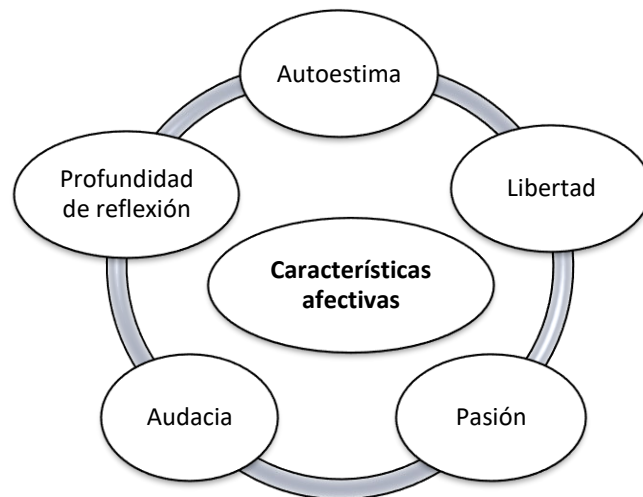 Autoestima
Profundidad
de reflexión
Libertad
Características
afectivas
Audacia
Pasión